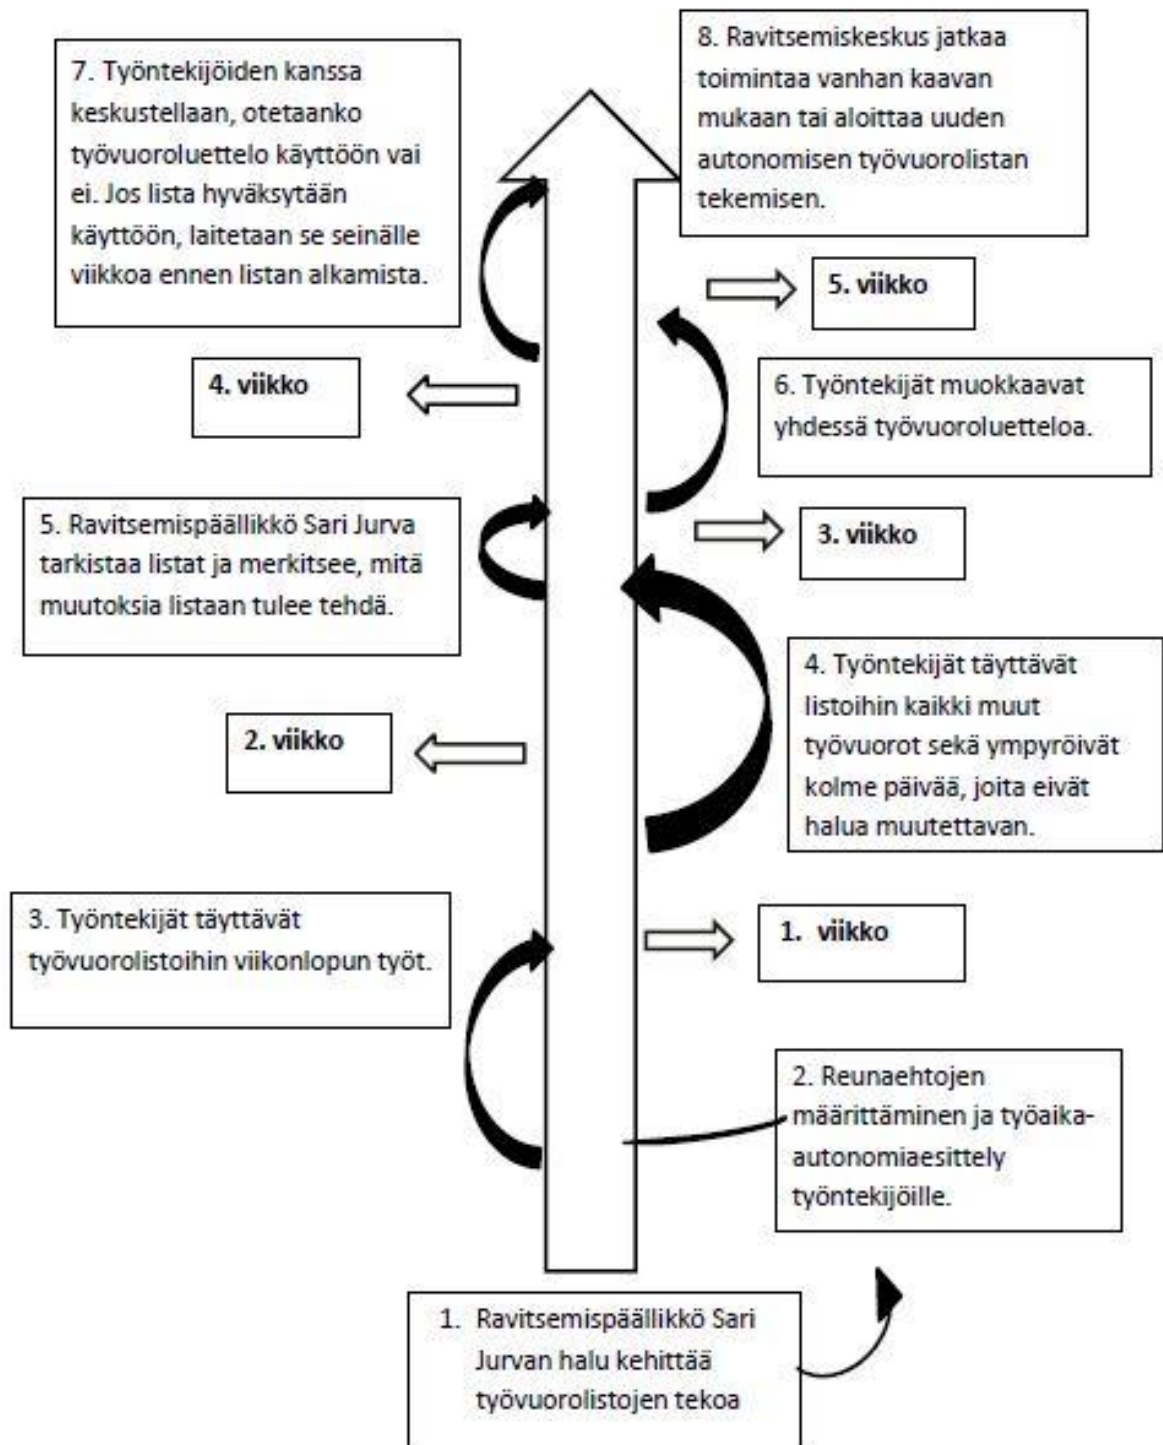 8. Ravitsemiskeskus jatkaa
toimintaa vanhan kaavan
mukaan tai aloittaa uuden
autonomisen työvuorolistan
tekemisen.
7. Työntekijöiden kanssa
keskustellaan, otetaanko
työvuoroluettelo käyttöön vai
ei. Jos lista hyväksytään
käyttöön, laitetaan se seinälle
viikkoa ennen listan alkamista.
5. viikko
4. viikko
6. Työntekijät muokkaavat
yhdessä työvuoroluetteloa.
5. Ravitsemispäällikkö Sari Jurva
tarkistaa listat ja merkitsee, mitä
muutoksia listaan tulee tehdä.
3. viikko
4. Työntekijät täyttävät
listoihin kaikki muut
työvuorot sekä ympyröivät
kolme päivää, joita eivät
halua muutettavan.
2. viikko
3. Työntekijät täyttävät
työvuorolistoihin viikonlopun työt.
1. viikko
2. Reunaehtojen
määrittäminen ja työaika-
autonomiaesittely
työntekijöille.
1. Ravitsemispäällikkö Sari
Jurvan halu kehittää
työvuorolistojen tekoa